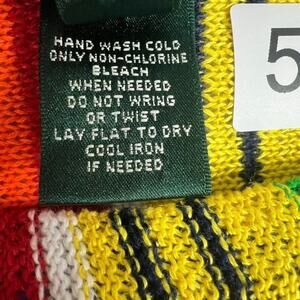 HAND WASH COLD
ONLY NON-CHLORINE
BLEACH
WHEN NEEDED
DO NOT WRING
OR TWIST
LAY FLAT TO DRY
COOL IRON
IF NEEDED
5